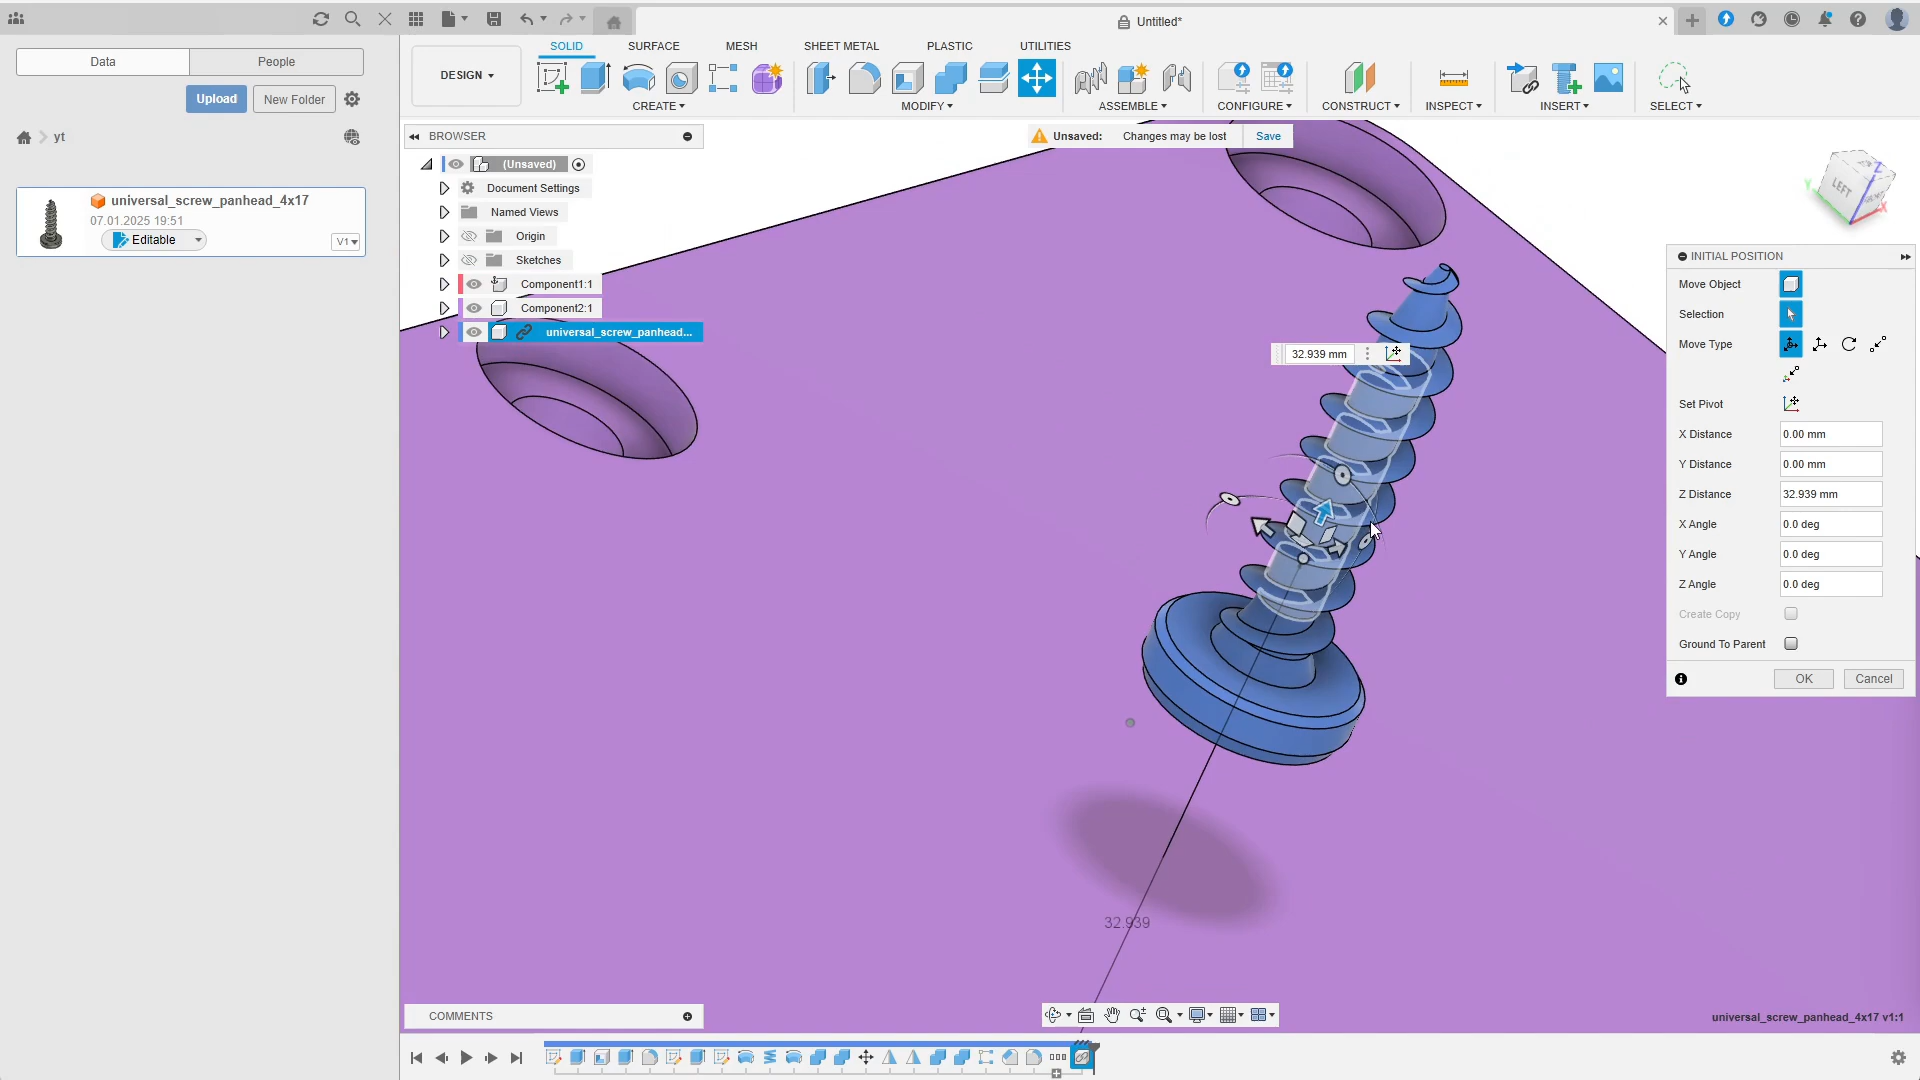 Untitled*
Data
People
Upload
New Folder
yt
universal_screw_panhead_4x17
07.01.2025 19:51
Editable
V1
DESIGN
SOLID
SURFACE
MESH
SHEET METAL
PLASTIC
UTILITIES
CREATE
MODIFY
ASSEMBLE
CONFIGURE
CONSTRUCT
INSPECT
INSERT
SELECT
BROWSER
Unsaved: Changes may be lost
Save
(Unsaved)
Document Settings
Named Views
Origin
Sketches
Component1:1
Component2:1
universal_screw_panhead...
LEFT
Z
Y
X
32.939 mm
32.939
INITIAL POSITION
Move Object
Selection
Move Type
Set Pivot
X Distance 0.00 mm
Y Distance 0.00 mm
Z Distance 32.939 mm
X Angle 0.0 deg
Y Angle 0.0 deg
Z Angle 0.0 deg
Create Copy
Ground To Parent
OK
Cancel
COMMENTS
universal_screw_panhead_4x17 v1:1